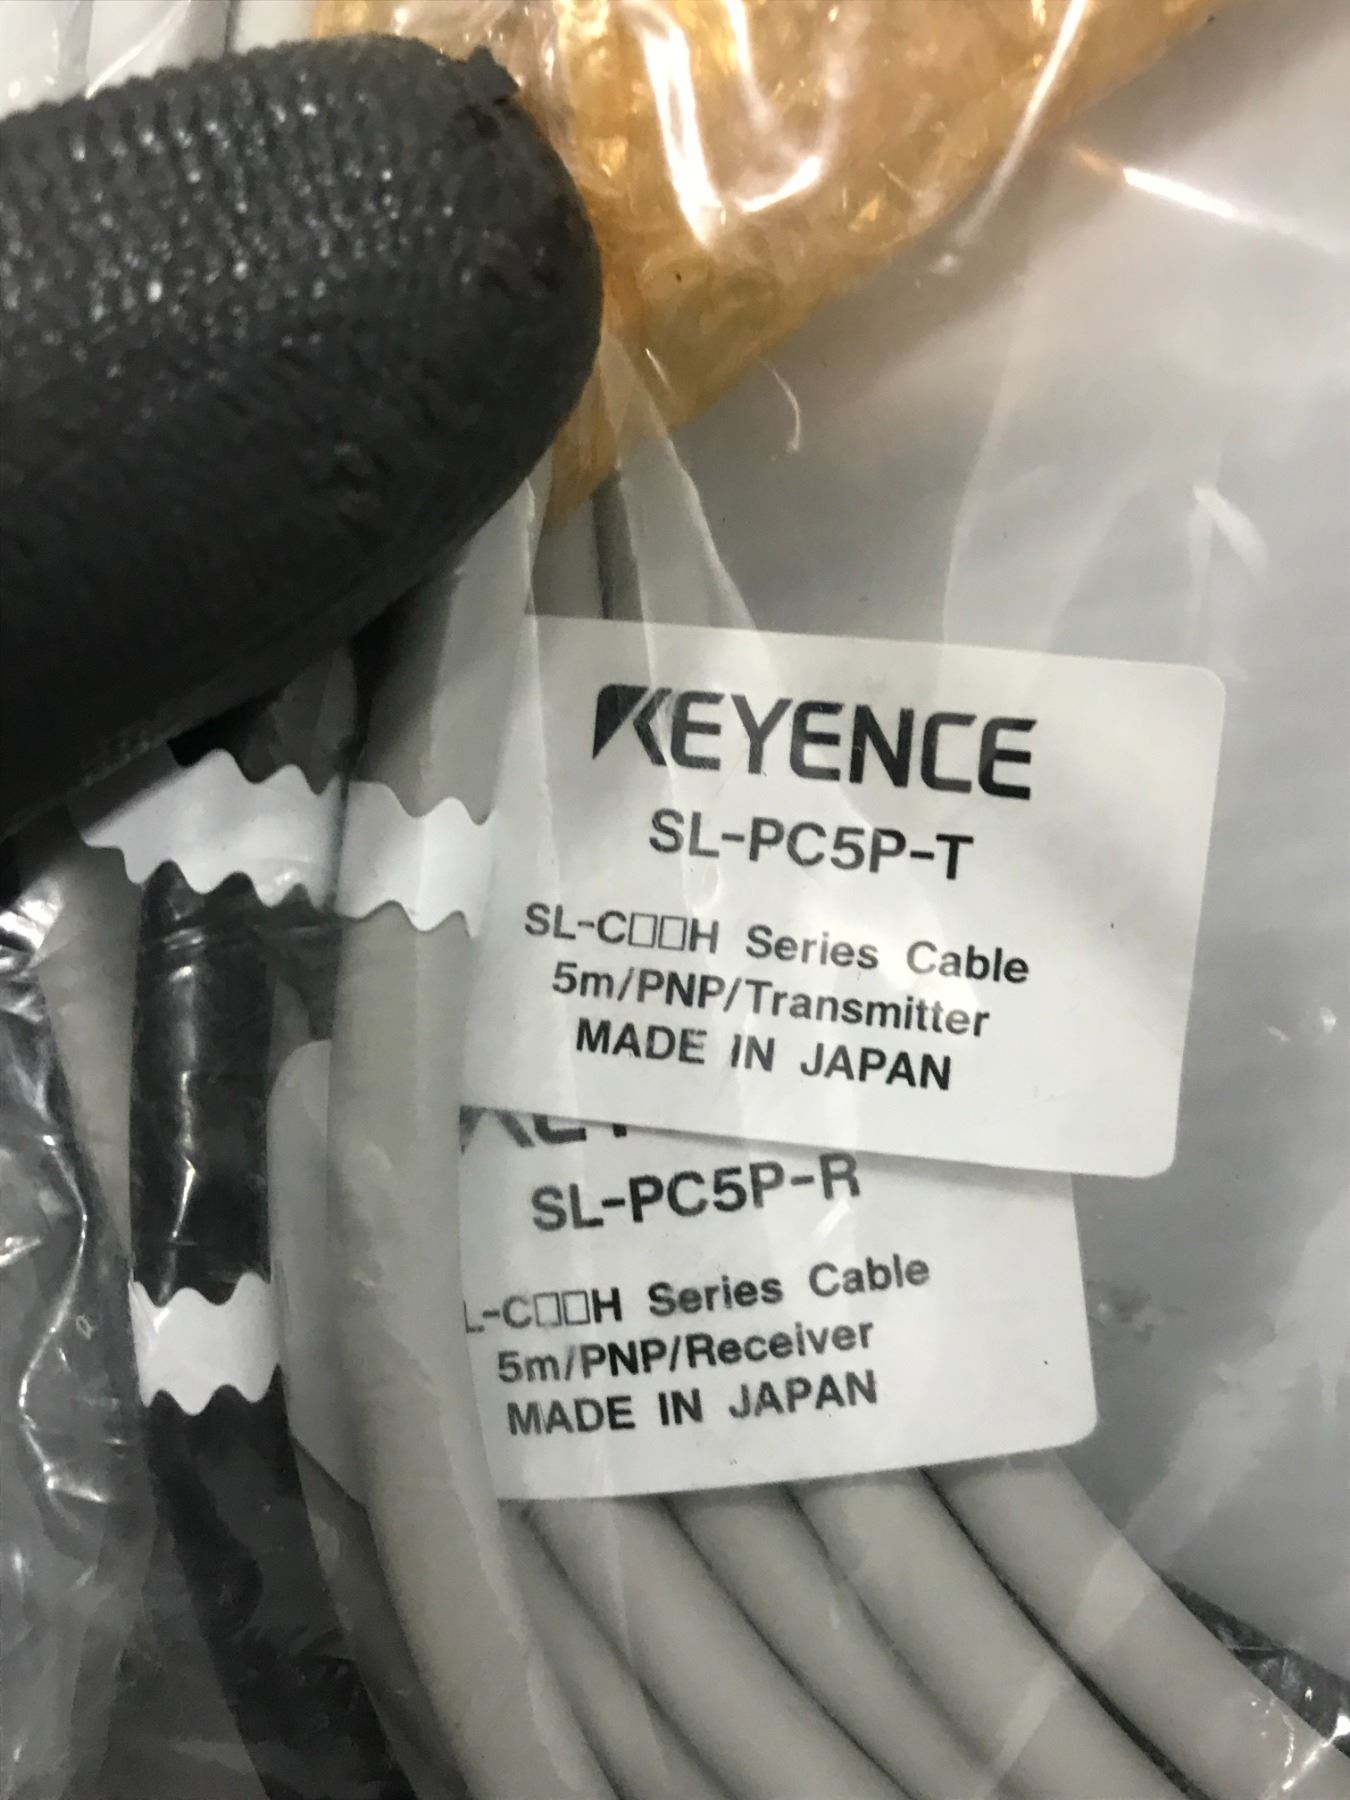 KEYENCE
SL-PC5P-T
SL-C□□H Series Cable
5m/PNP/Transmitter
MADE IN JAPAN
SL-PC5P-R
L-C□□H Series Cable
5m/PNP/Receiver
MADE IN JAPAN